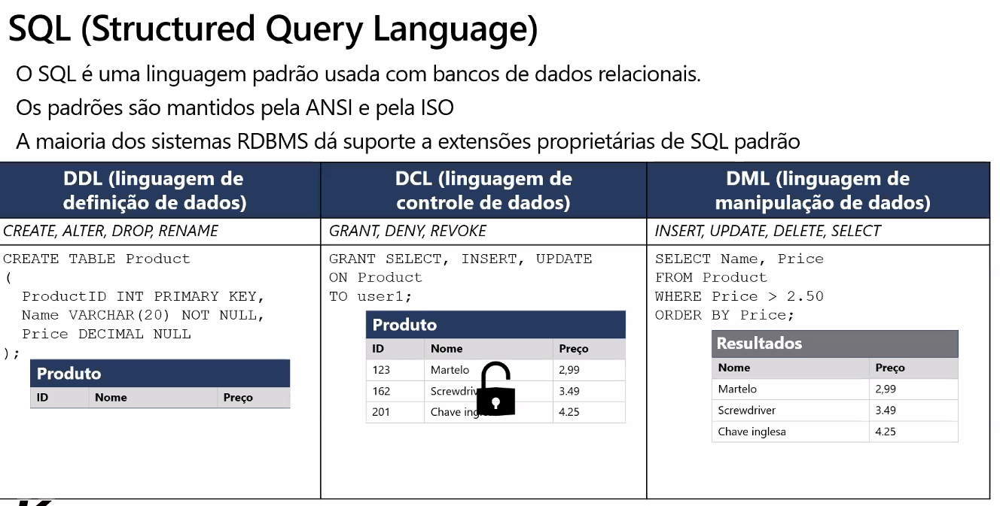 SQL (Structured Query Language)
O SQL é uma linguagem padrão usada com bancos de dados relacionais.
Os padrões são mantidos pela ANSI e pela ISO
A maioria dos sistemas RDBMS dá suporte a extensões proprietárias de SQL padrão
DDL (linguagem de
definição de dados)
CREATE, ALTER, DROP, RENAME
CREATE TABLE Product
(
ProductID INT PRIMARY KEY,
Name VARCHAR(20) NOT NULL,
Price DECIMAL NULL
);
Produto
ID Nome Preço
DCL (linguagem de
controle de dados)
GRANT, DENY, REVOKE
GRANT SELECT, INSERT, UPDATE
ON Product
TO user1;
Produto
ID Nome Preço
123 Martelo 2,99
162 3.49
201 Chave 4.25
DML (linguagem de
manipulação de dados)
INSERT, UPDATE, DELETE, SELECT
SELECT Name, Price
FROM Product
WHERE Price > 2.50
ORDER BY Price;
Resultados
Nome Preço
Martelo 2,99
Screwdriver 3.49
Chave inglesa 4.25